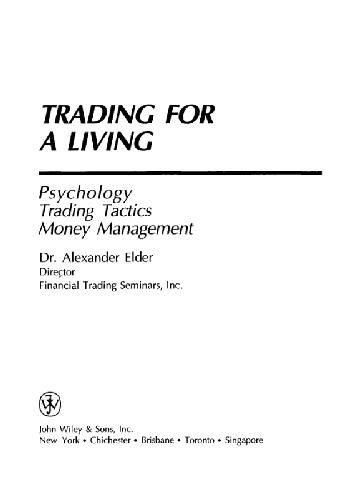 TRADING FOR
A LIVING
Psychology
Trading Tactics
Money Management
Dr. Alexander Elder
Director
Financial Trading Seminars, Inc.
John Wiley & Sons, Inc.
New York • Chichester • Brisbane • Toronto • Singapore